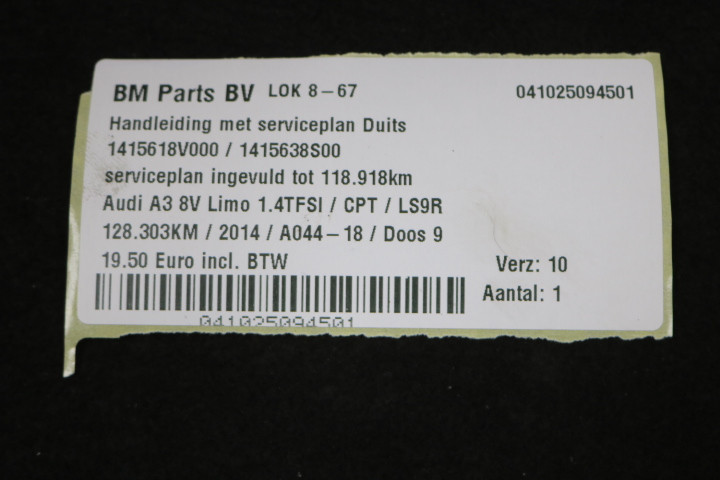 BM Parts BV LOK 8-67 041025094501
Handleiding met serviceplan Duits
1415618V000 / 1415638S00
serviceplan ingevuld tot 118.918km
Audi A3 8V Limo 1.4TFSI / CPT / LS9R
128.303KM / 2014 / A044-18 / Doos 9
19.50 Euro incl. BTW Verz: 10
Aantal: 1
041025094501